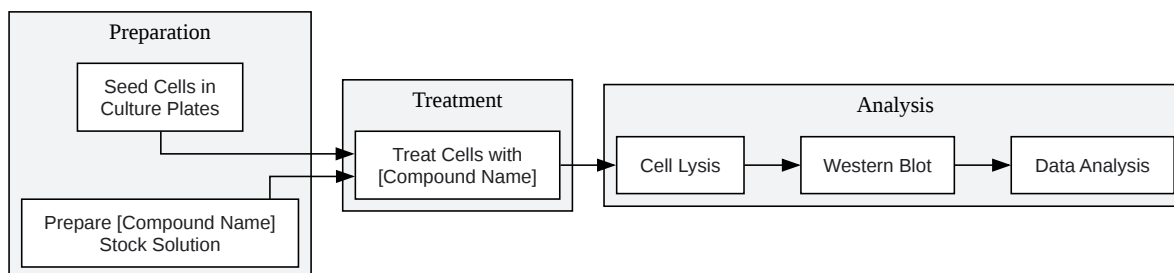 Preparation
Seed Cells in
Culture Plates
Prepare [Compound Name]
Stock Solution
Treatment
Treat Cells with
[Compound Name]
Analysis
Cell Lysis
Western Blot
Data Analysis